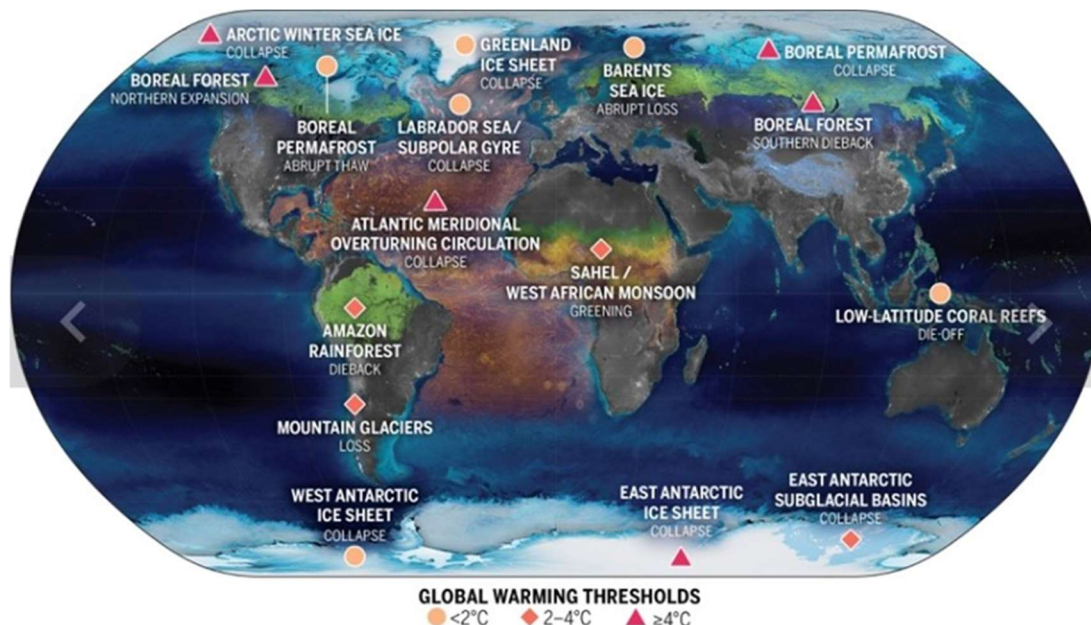 ARCTIC WINTER SEA ICE
COLLAPSE
GREENLAND
ICE SHEET
COLLAPSE
BARENTS
SEA ICE
ABRUPT LOSS
BOREAL PERMAFROST
COLLAPSE
BOREAL FOREST
NORTHERN EXPANSION
BOREAL
PERMAFROST
ABRUPT THAW
LABRADOR SEA/
SUBPOLAR GYRE
COLLAPSE
BOREAL FOREST
SOUTHERN DIEBACK
ATLANTIC MERIDIONAL
OVERTURNING CIRCULATION
COLLAPSE
SAHEL /
WEST AFRICAN MONSOON
GREENING
LOW-LATITUDE CORAL REEFS
DIE-OFF
AMAZON
RAINFOREST
DIEBACK
MOUNTAIN GLACIERS
LOSS
WEST ANTARCTIC
ICE SHEET
COLLAPSE
EAST ANTARCTIC
ICE SHEET
COLLAPSE
EAST ANTARCTIC
SUBGLACIAL BASINS
COLLAPSE
GLOBAL WARMING THRESHOLDS
<2°C 2–4°C ≥4°C